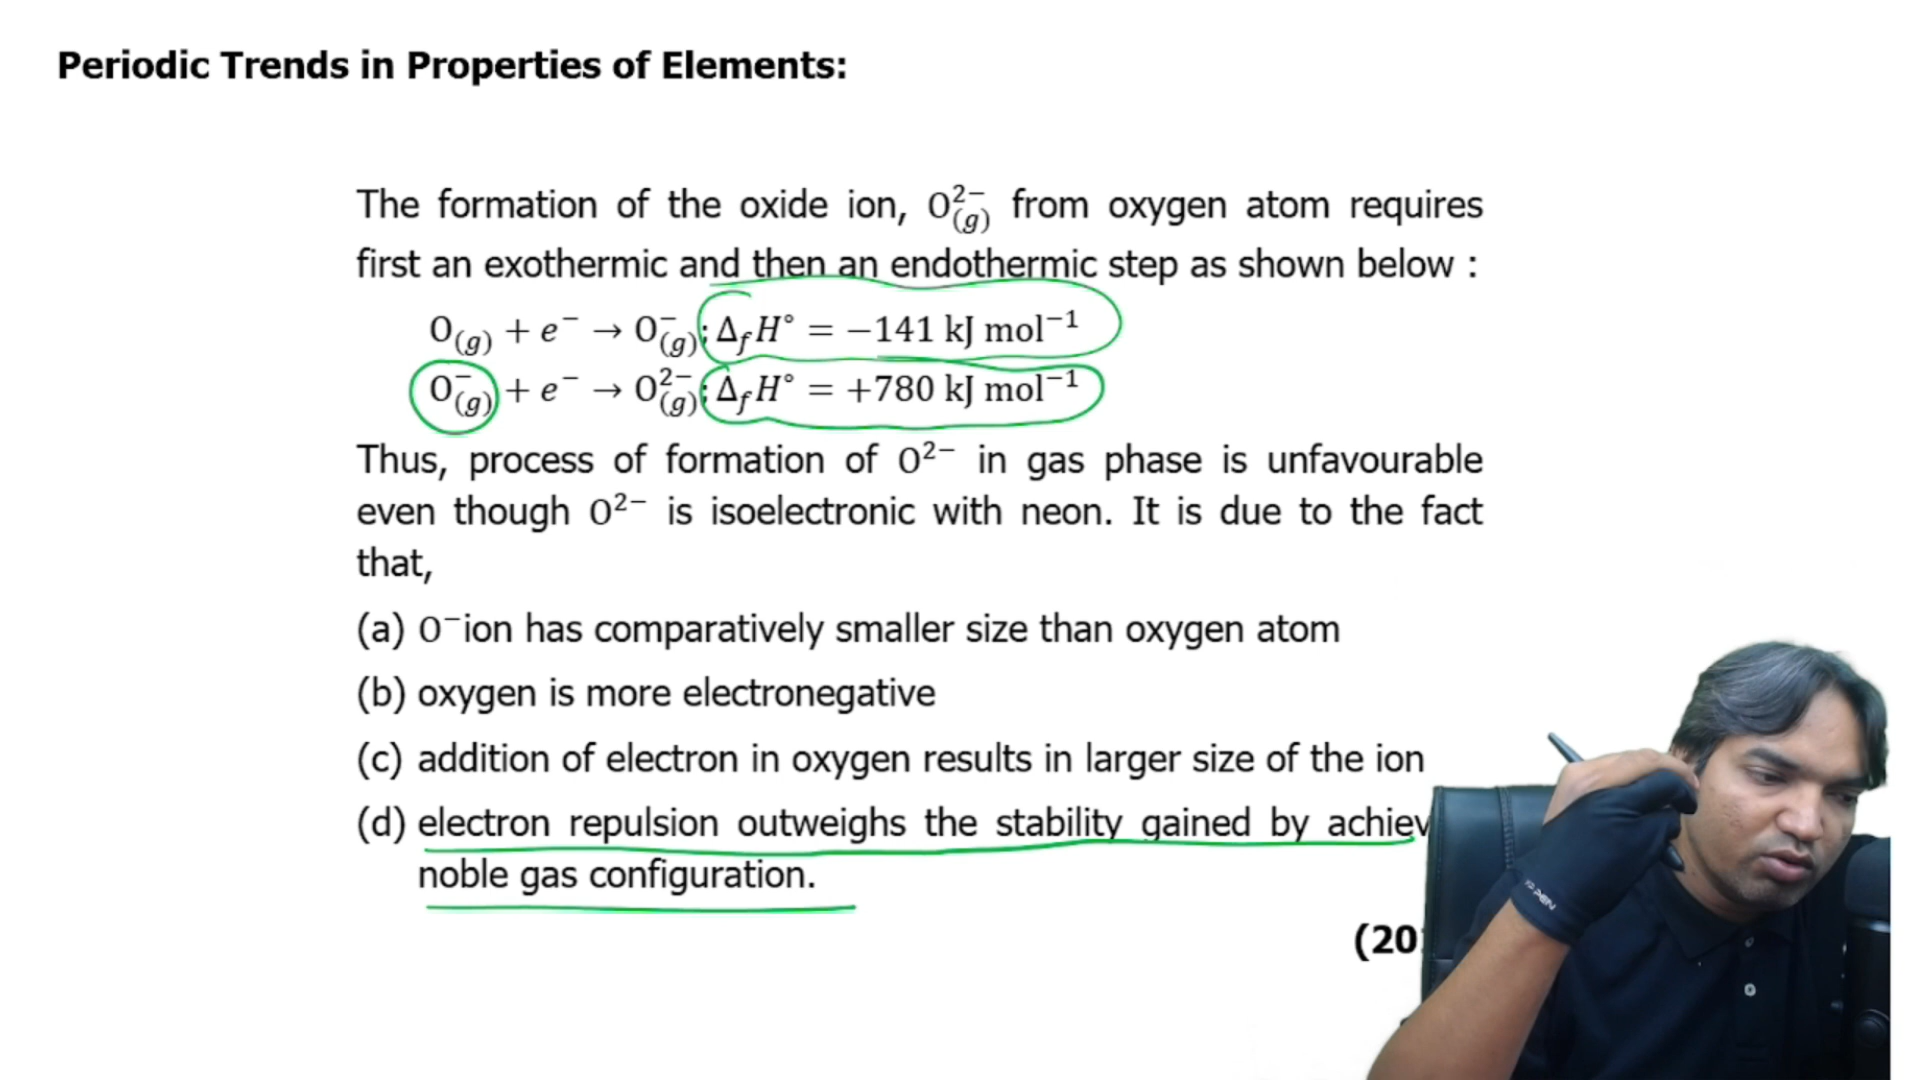 Periodic Trends in Properties of Elements:
The formation of the oxide ion, O²⁻₍g₎ from oxygen atom requires
first an exothermic and then an endothermic step as shown below :
O₍g₎ + e⁻ → O⁻₍g₎; ΔfH° = −141 kJ mol⁻¹
O⁻₍g₎ + e⁻ → O²⁻₍g₎; ΔfH° = +780 kJ mol⁻¹
Thus, process of formation of O²⁻ in gas phase is unfavourable
even though O²⁻ is isoelectronic with neon. It is due to the fact
that,
(a) O⁻ion has comparatively smaller size than oxygen atom
(b) oxygen is more electronegative
(c) addition of electron in oxygen results in larger size of the ion
(d) electron repulsion outweighs the stability gained by achiev
noble gas configuration.
(20